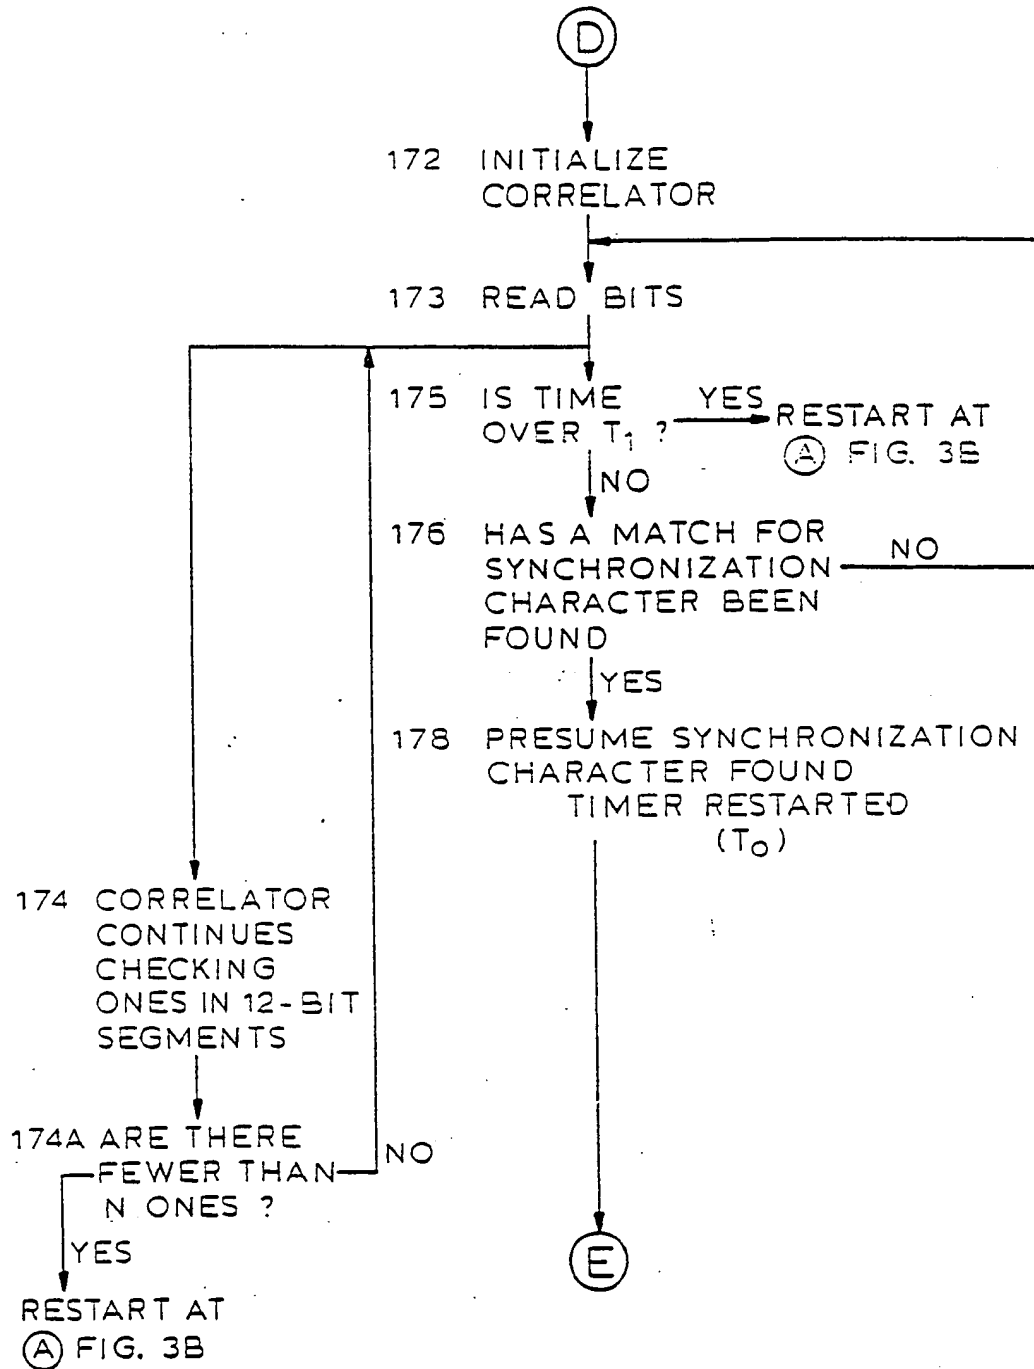 D
172 INITIALIZE
CORRELATOR
173 READ BITS
175 IS TIME
OVER T₁ ?
YES
RESTART AT
A FIG. 3B
NO
176 HAS A MATCH FOR
SYNCHRONIZATION
CHARACTER BEEN
FOUND
NO
YES
178 PRESUME SYNCHRONIZATION
CHARACTER FOUND
TIMER RESTARTED
(T₀)
174 CORRELATOR
CONTINUES
CHECKING
ONES IN 12-BIT
SEGMENTS
174A ARE THERE
FEWER THAN
N ONES ?
NO
YES
RESTART AT
A FIG. 3B
E